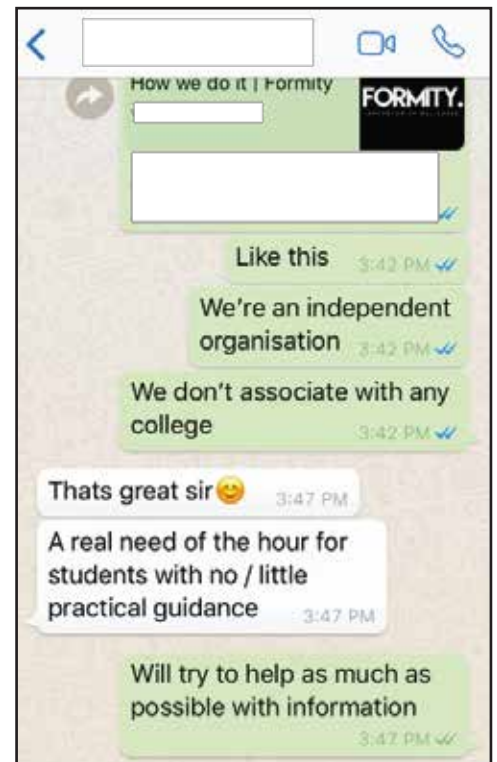 How we do it | Formity
FORMITY.
Like this 3:42 PM
We're an independent
organisation 3:42 PM
We don't associate with any
college 3:42 PM
Thats great sir😊 3:47 PM
A real need of the hour for
students with no / little
practical guidance 3:47 PM
Will try to help as much as
possible with information
3:47 PM